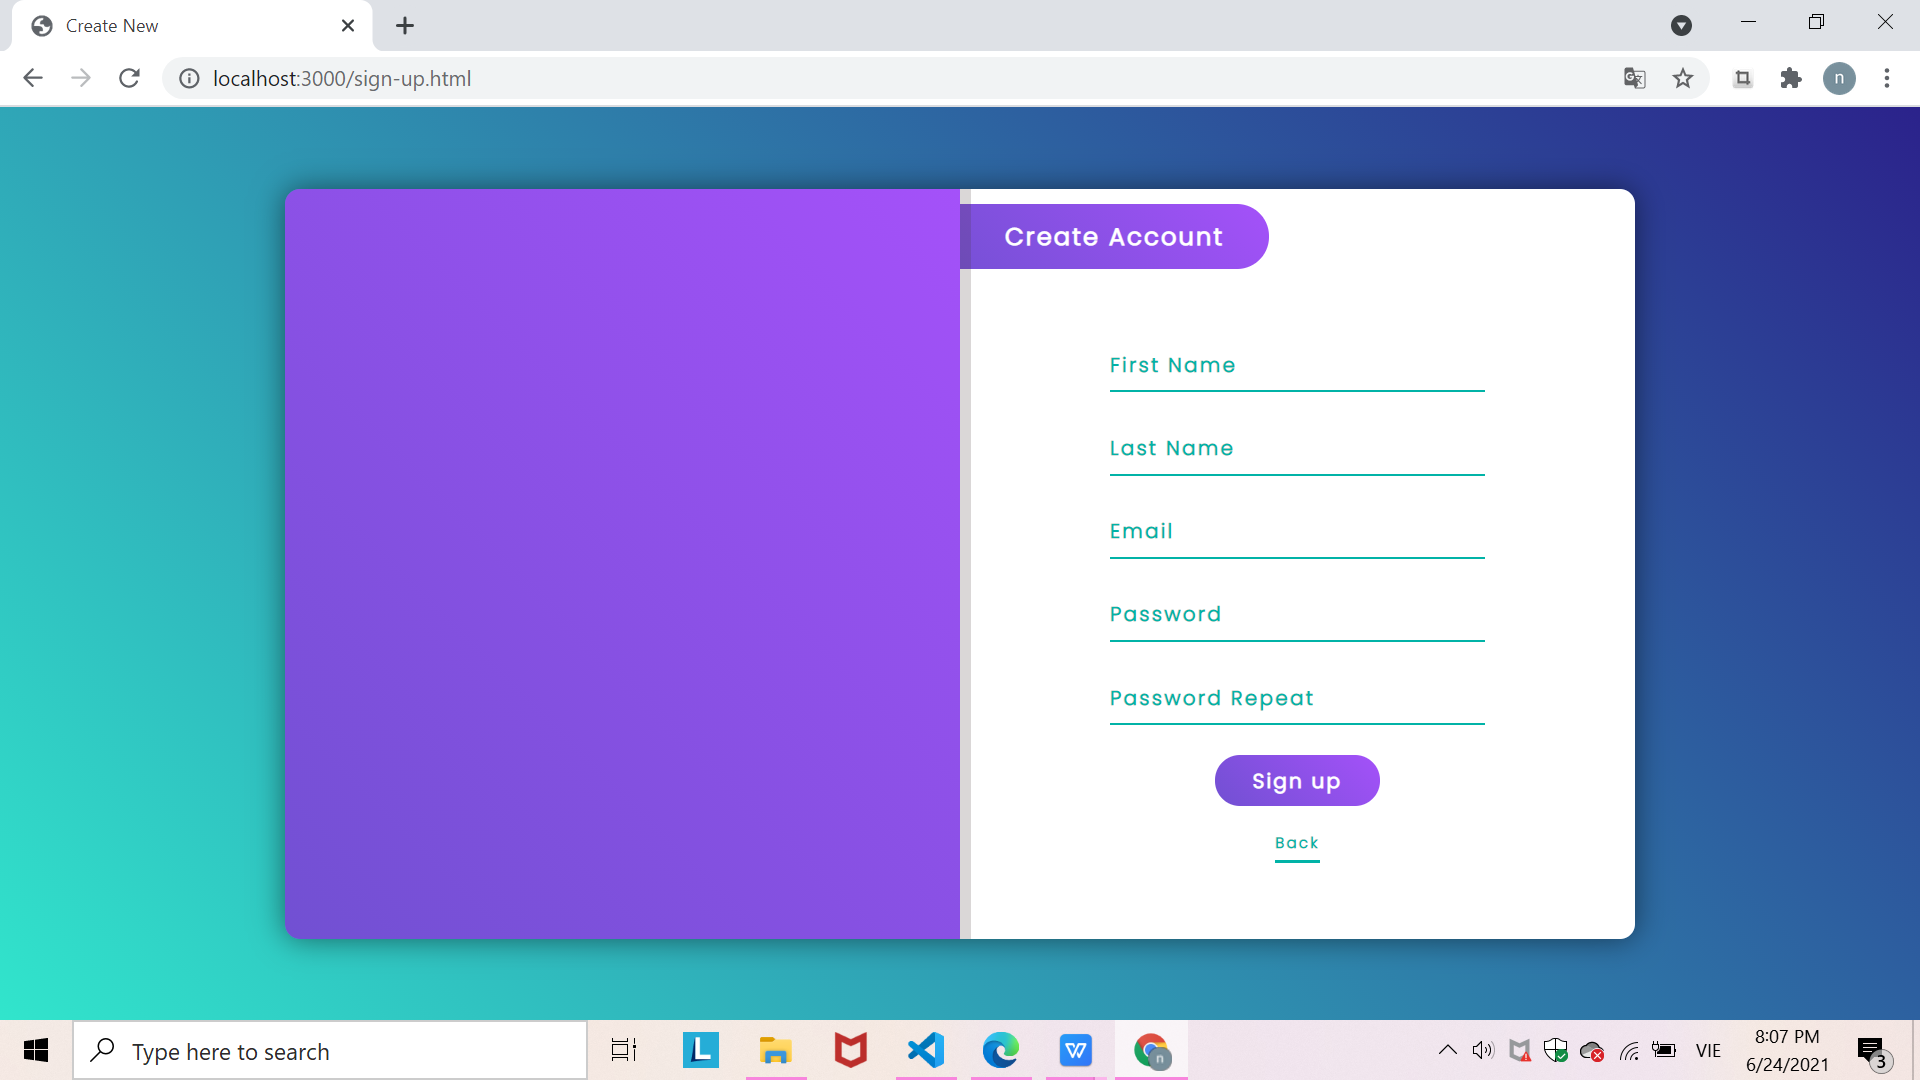 Create New
localhost:3000/sign-up.html
n
Create Account
First Name
Last Name
Email
Password
Password Repeat
Sign up
Back
Type here to search
L
W
n
VIE
8:07 PM
6/24/2021
3